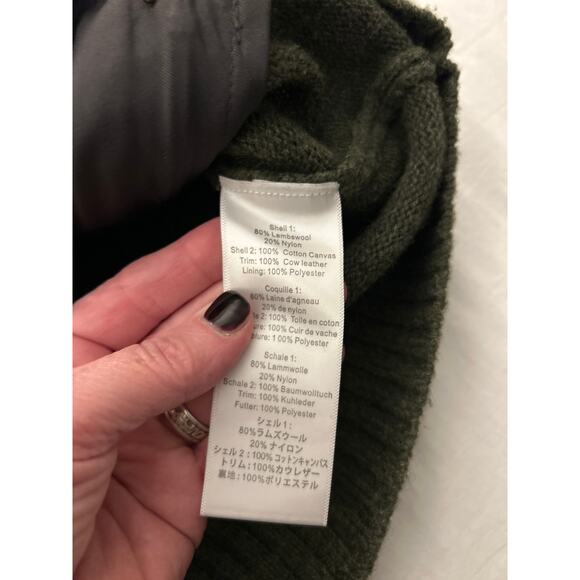 Shell 1:
80% Lambswool
20% Nylon
Shell 2: 100% Cotton Canvas
Trim: 100% Cow leather
Lining: 100% Polyester
Coquille 1:
80% Laine d'agneau
20% de nylon
2: 100% Toile en coton
100% Cuir de vache
100% Polyester
Schale 1:
80% Lammwolle
20% Nylon
Schale 2: 100% Baumwolltuch
Trim: 100% Kuhleder
Futter: 100% Polyester
シェル 1:
80%ラムズウール
20%ナイロン
シェル 2:100%コットンキャンバス
トリム:100%カウレザー
裏地:100%ポリエステル